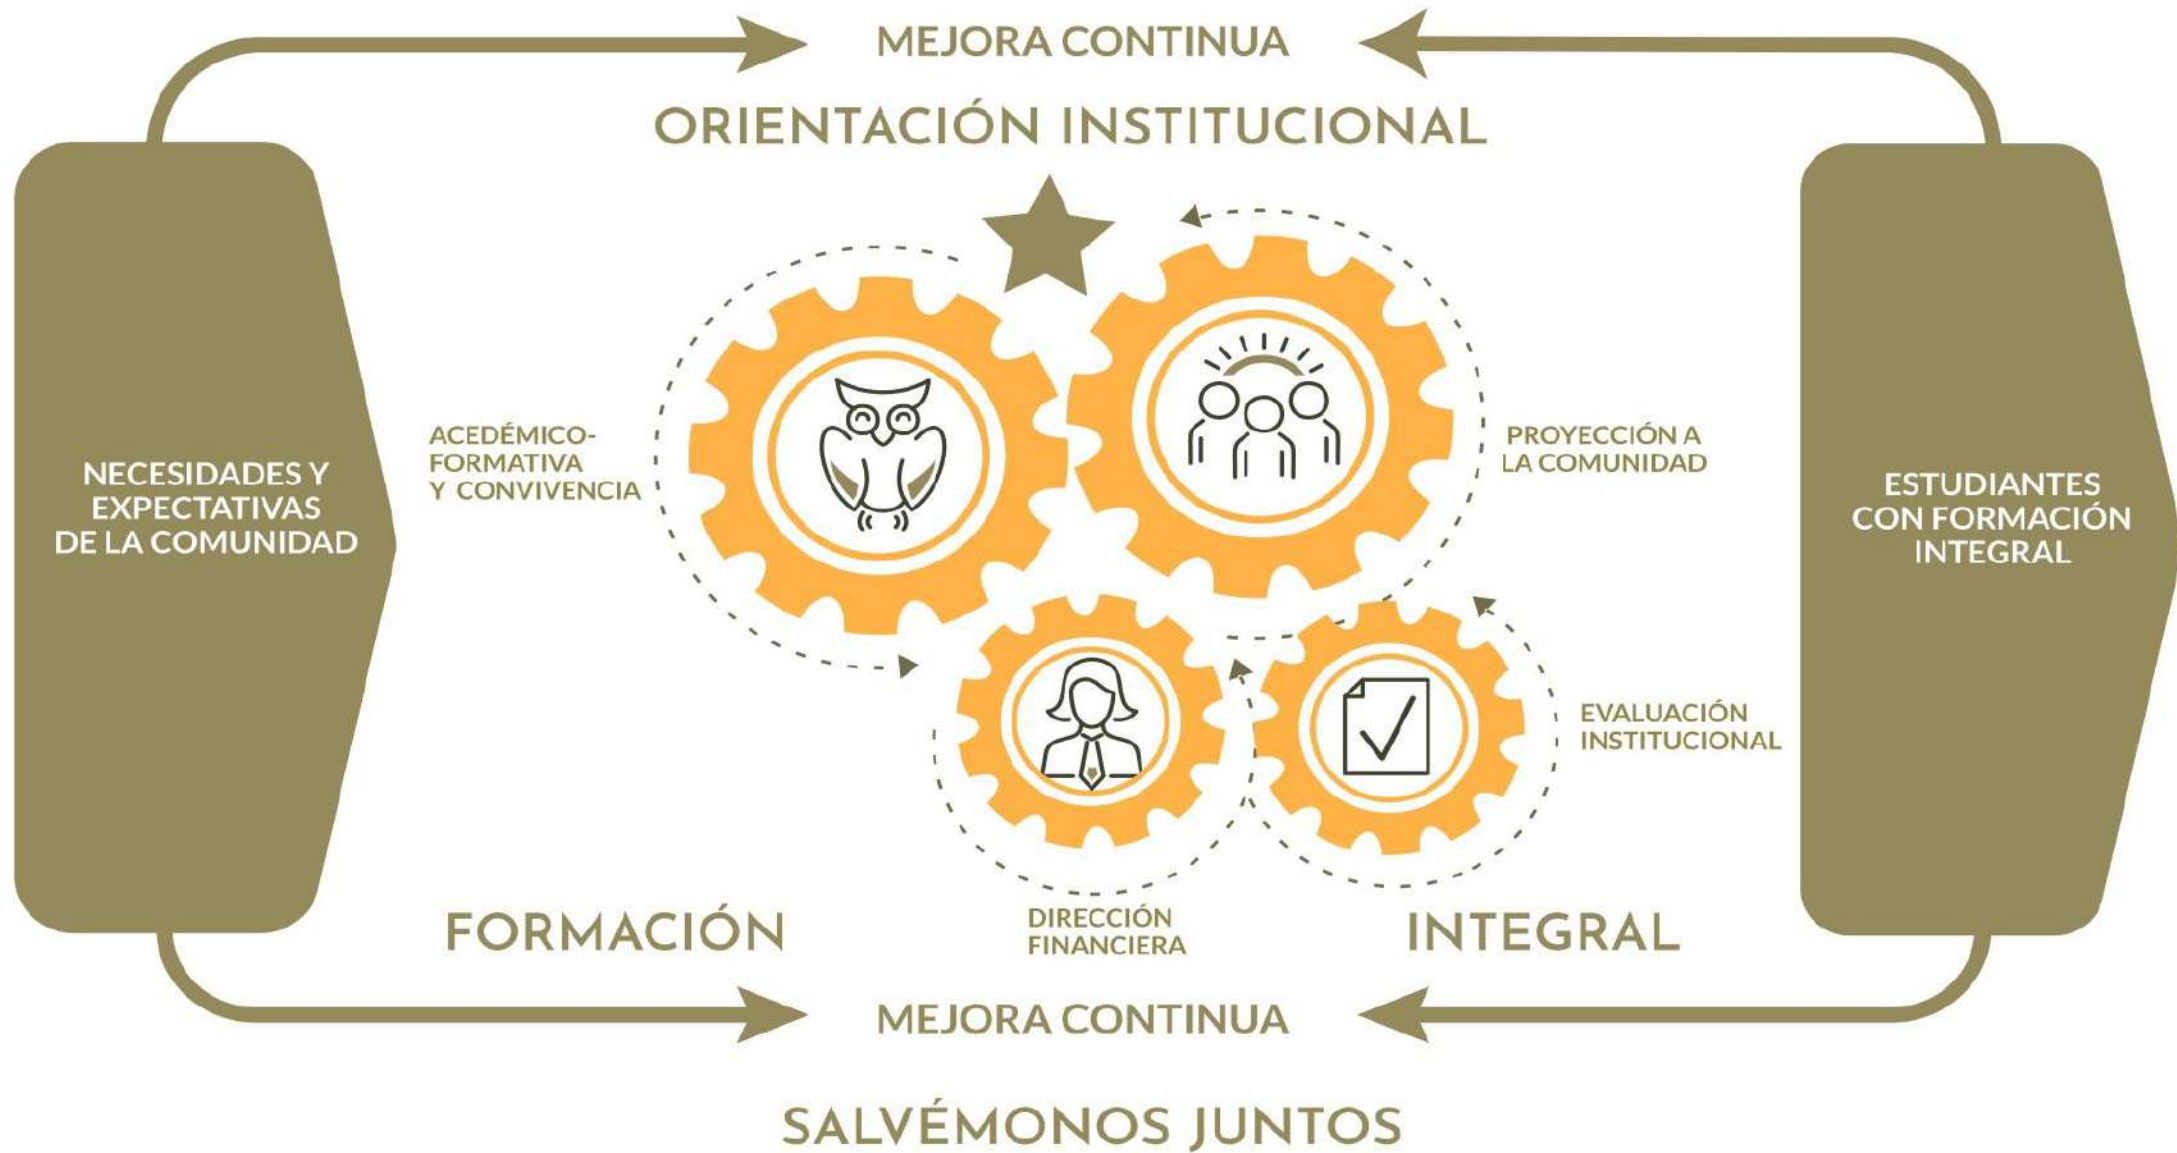 MEJORA CONTINUA
ORIENTACIÓN INSTITUCIONAL
NECESIDADES Y
EXPECTATIVAS
DE LA COMUNIDAD
ACEDÉMICO-
FORMATIVA
Y CONVIVENCIA
PROYECCIÓN A
LA COMUNIDAD
ESTUDIANTES
CON FORMACIÓN
INTEGRAL
EVALUACIÓN
INSTITUCIONAL
FORMACIÓN
DIRECCIÓN
FINANCIERA
INTEGRAL
MEJORA CONTINUA
SALVÉMONOS JUNTOS